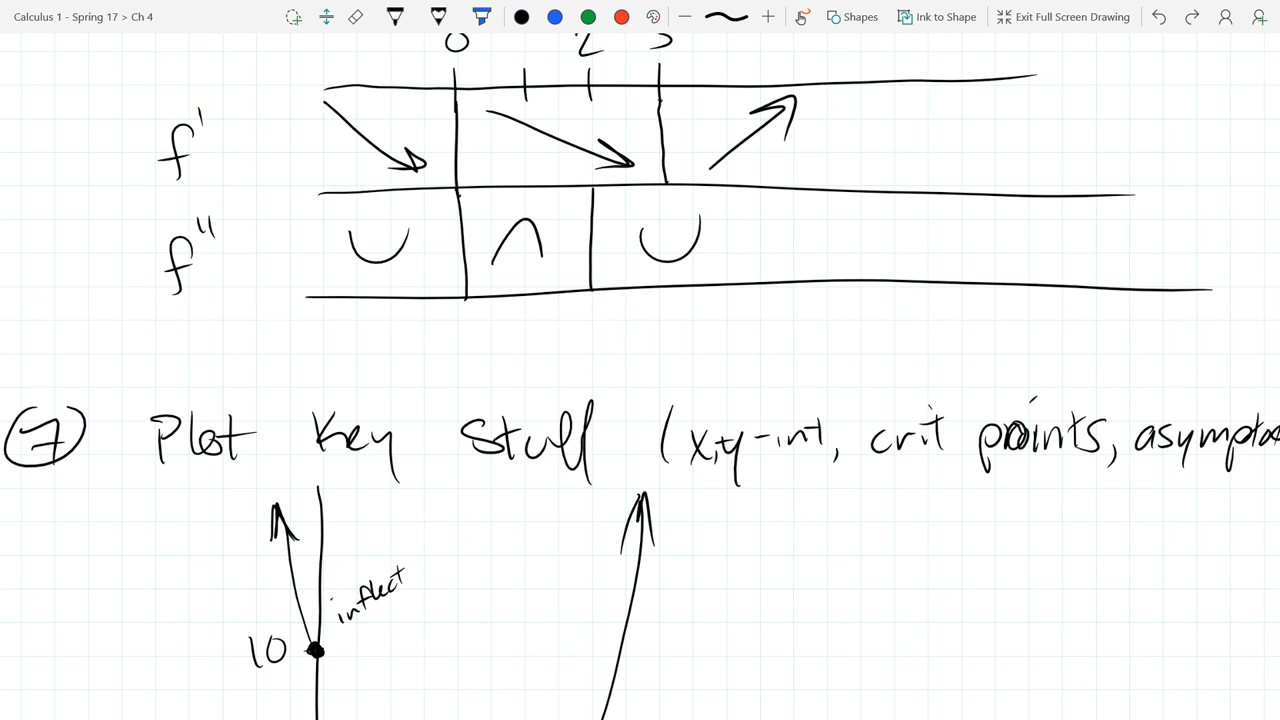 Calculus 1 - Spring 17 > Ch 4
Shapes
Ink to Shape
Exit Full Screen Drawing
0 2 3
f'
f''
7 Plot Key Stuff (x,y-int, crit points, asympto
inflect
10